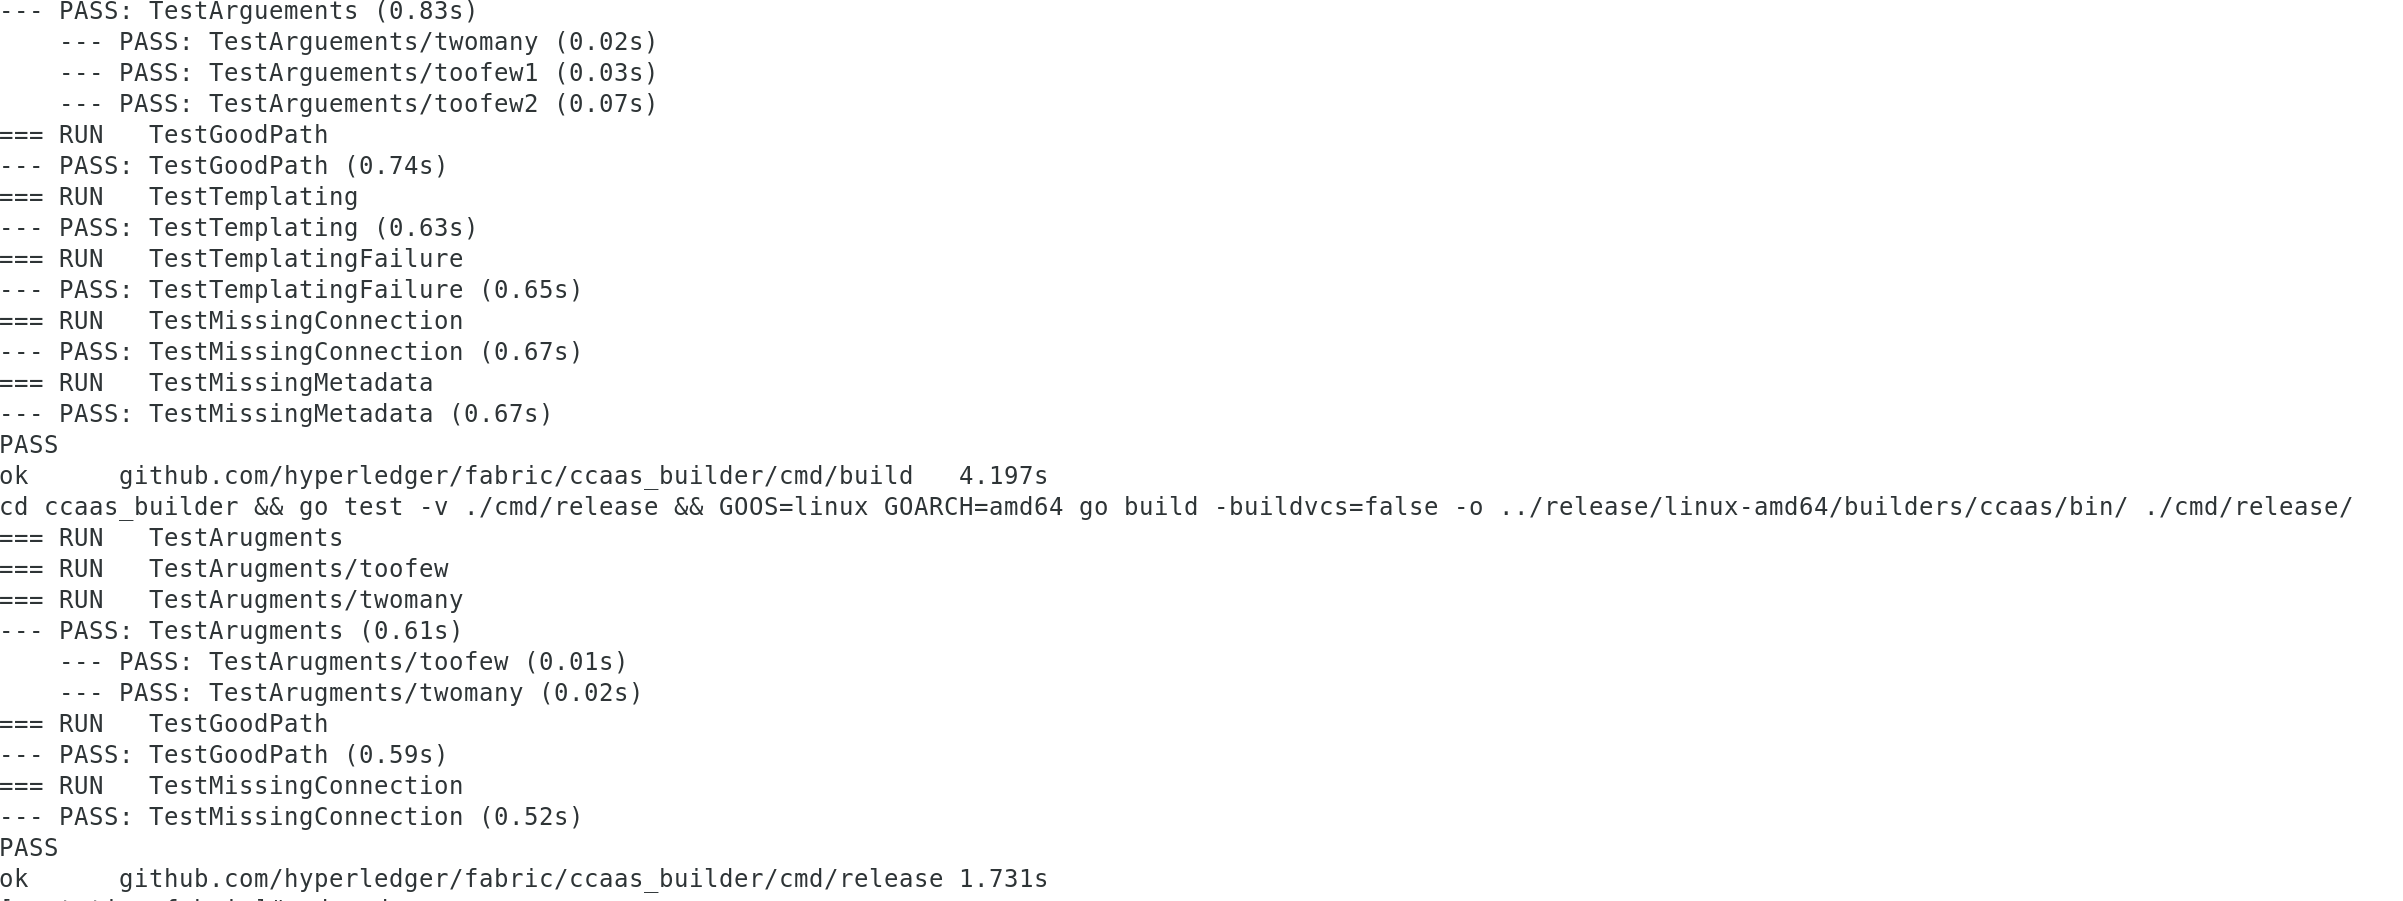 --- PASS: TestArguements (0.83s)
    --- PASS: TestArguements/twomany (0.02s)
    --- PASS: TestArguements/toofew1 (0.03s)
    --- PASS: TestArguements/toofew2 (0.07s)
=== RUN   TestGoodPath
--- PASS: TestGoodPath (0.74s)
=== RUN   TestTemplating
--- PASS: TestTemplating (0.63s)
=== RUN   TestTemplatingFailure
--- PASS: TestTemplatingFailure (0.65s)
=== RUN   TestMissingConnection
--- PASS: TestMissingConnection (0.67s)
=== RUN   TestMissingMetadata
--- PASS: TestMissingMetadata (0.67s)
PASS
ok      github.com/hyperledger/fabric/ccaas_builder/cmd/build   4.197s
cd ccaas_builder && go test -v ./cmd/release && GOOS=linux GOARCH=amd64 go build -buildvcs=false -o ../release/linux-amd64/builders/ccaas/bin/ ./cmd/release/
=== RUN   TestArugments
=== RUN   TestArugments/toofew
=== RUN   TestArugments/twomany
--- PASS: TestArugments (0.61s)
    --- PASS: TestArugments/toofew (0.01s)
    --- PASS: TestArugments/twomany (0.02s)
=== RUN   TestGoodPath
--- PASS: TestGoodPath (0.59s)
=== RUN   TestMissingConnection
--- PASS: TestMissingConnection (0.52s)
PASS
ok      github.com/hyperledger/fabric/ccaas_builder/cmd/release 1.731s